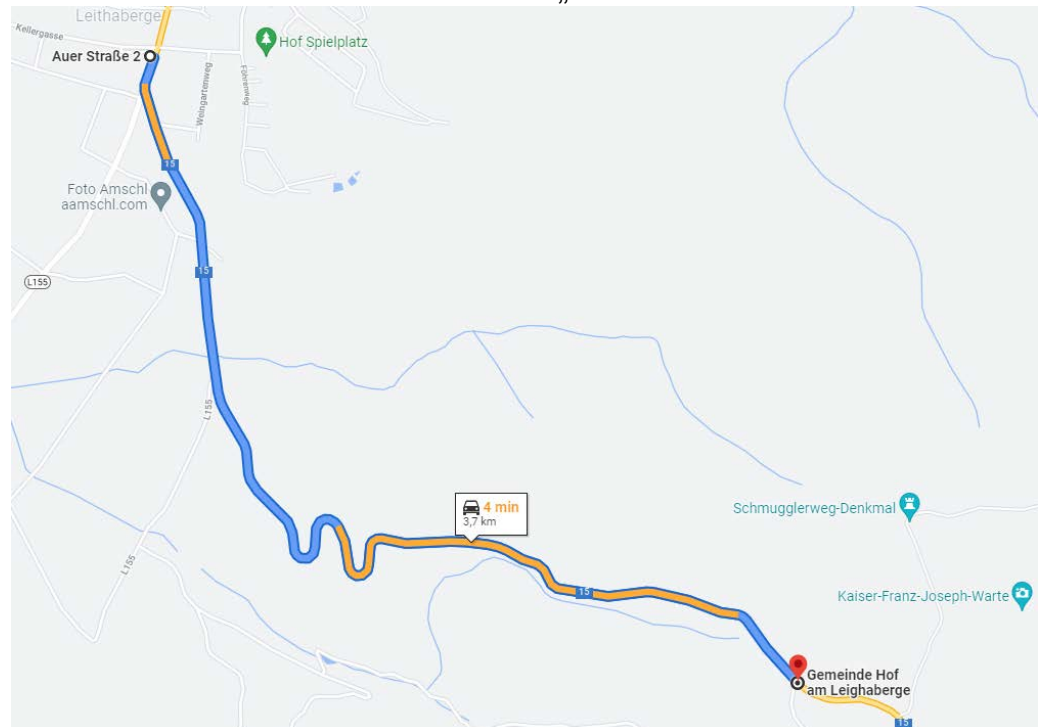 „
Leithaberge
Kellergasse
Auer Straße 2
Hof Spielplatz
Weingartenweg
Föhrenweg
15
Foto Amschl
aamschl.com
15
L155
L155
4 min
3,7 km
L155
15
Schmugglerweg-Denkmal
Kaiser-Franz-Joseph-Warte
Gemeinde Hof
am Leighaberge
15